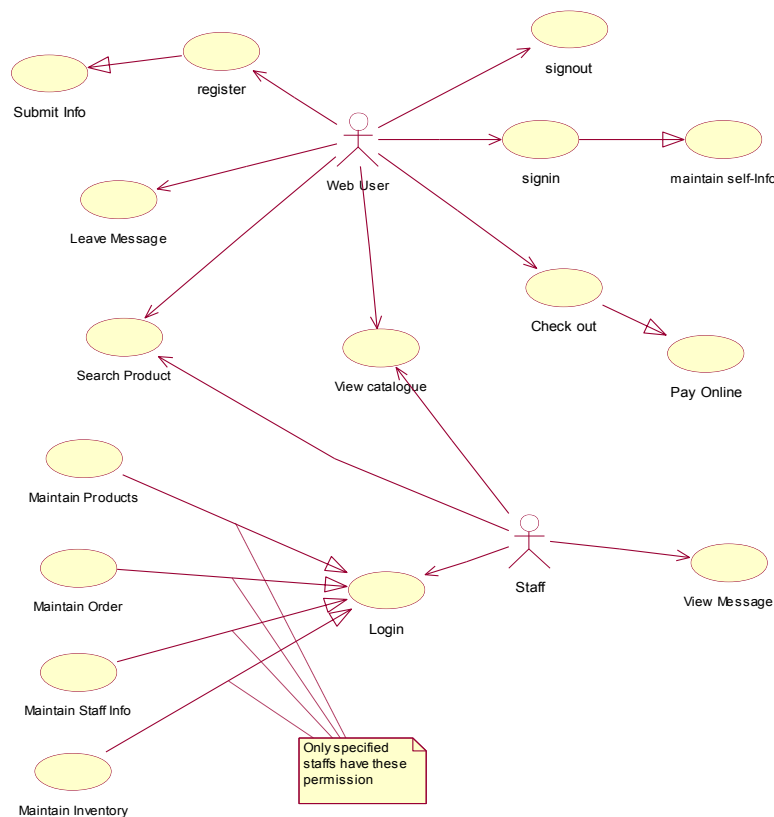 signout
register
Submit Info
Web User
signin
maintain self-Info
Leave Message
Check out
Search Product
View catalogue
Pay Online
Maintain Products
Staff
View Message
Maintain Order
Login
Maintain Staff Info
Only specified
staffs have these
permission
Maintain Inventory